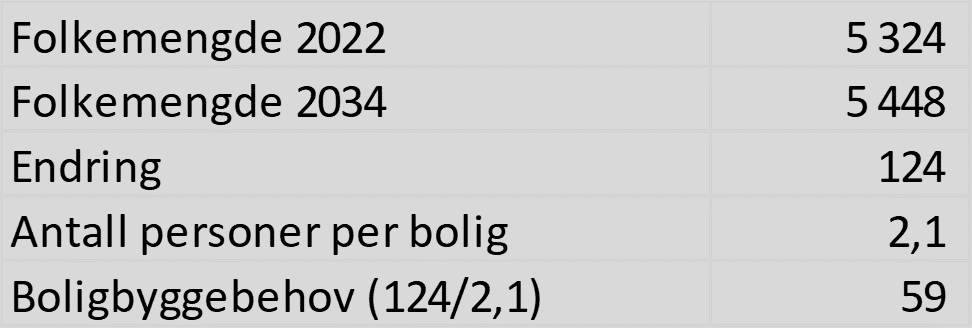 Folkemengde 2022 5 324
Folkemengde 2034 5 448
Endring 124
Antall personer per bolig 2,1
Boligbyggebehov (124/2,1) 59